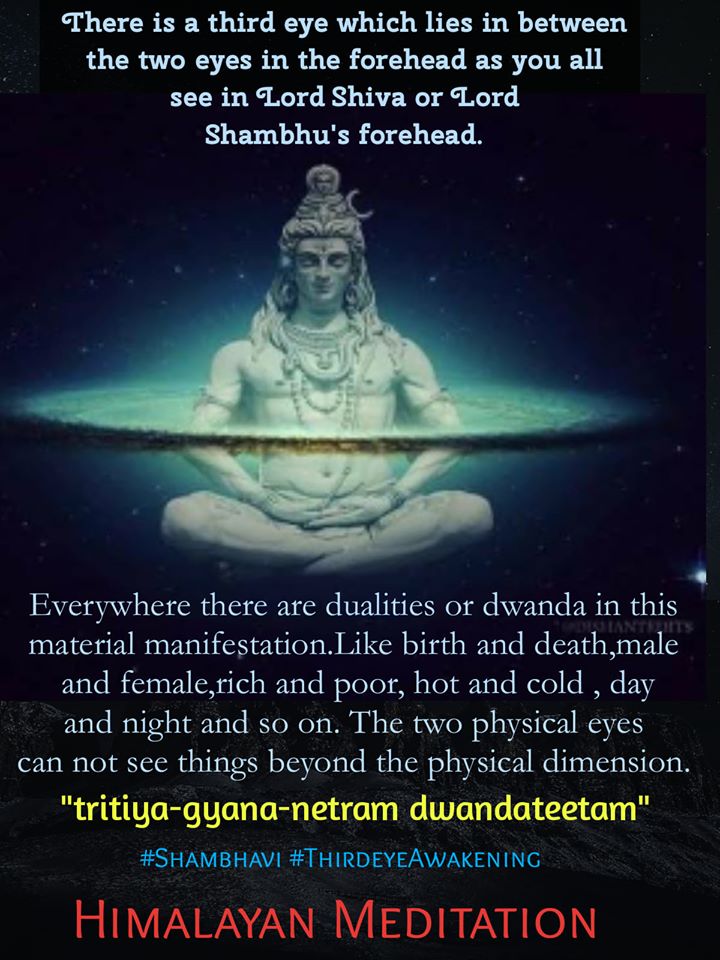 There is a third eye which lies in between
the two eyes in the forehead as you all
see in Lord Shiva or Lord
Shambhu's forehead.
Everywhere there are dualities or dwanda in this
material manifestation.Like birth and death,male
and female,rich and poor, hot and cold , day
and night and so on. The two physical eyes
can not see things beyond the physical dimension.
"tritiya-gyana-netram dwandateetam"
#Shambhavi #ThirdeyeAwakening
Himalayan Meditation